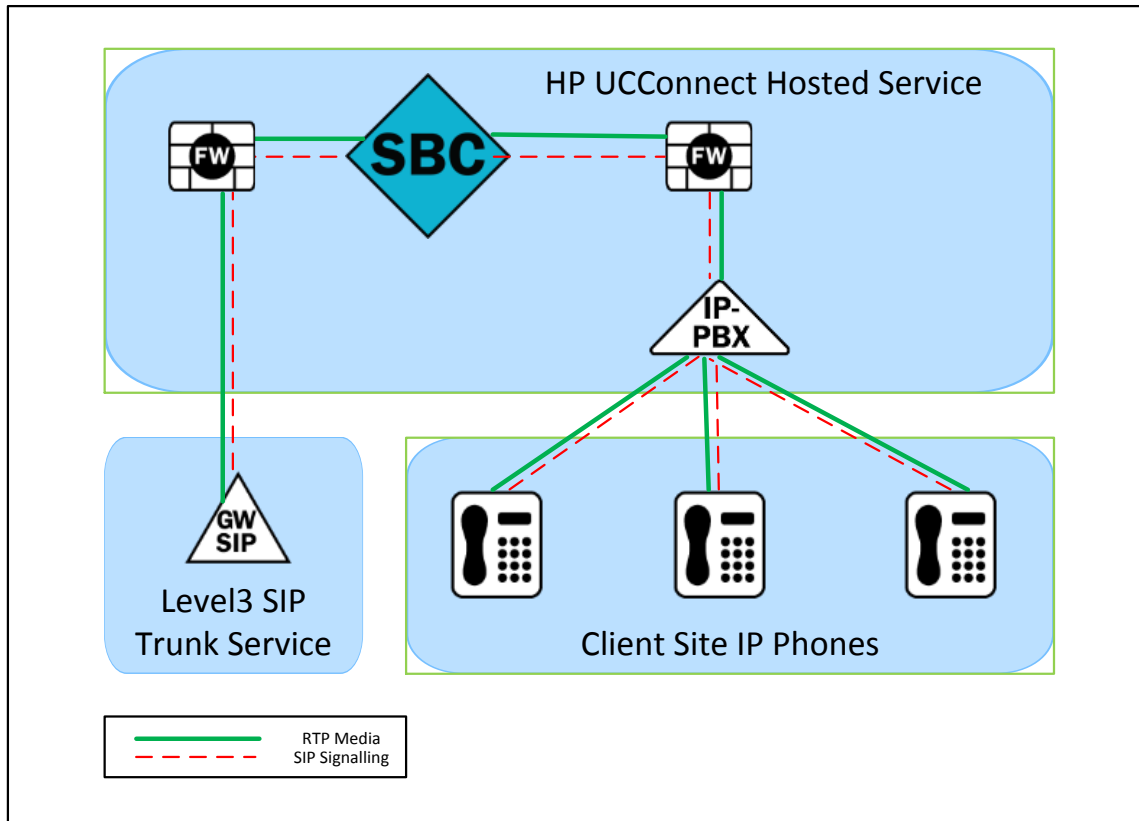 HP UCConnect Hosted Service
FW
SBC
FW
IP-
PBX
GW
SIP
Level3 SIP
Trunk Service
Client Site IP Phones
RTP Media
SIP Signalling